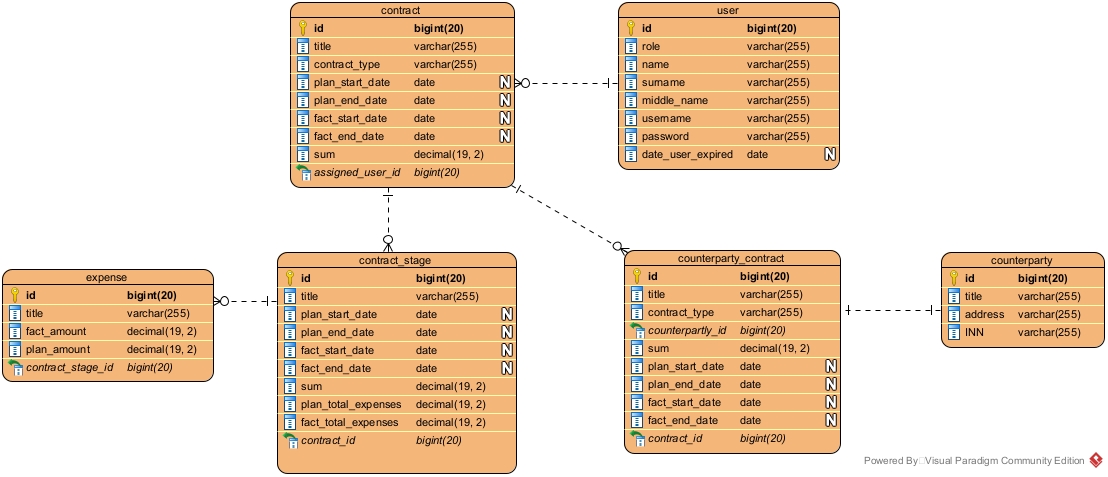 contract
id bigint(20)
title varchar(255)
contract_type varchar(255)
plan_start_date date N
plan_end_date date N
fact_start_date date N
fact_end_date date N
sum decimal(19, 2)
assigned_user_id bigint(20)
user
id bigint(20)
role varchar(255)
name varchar(255)
surname varchar(255)
middle_name varchar(255)
username varchar(255)
password varchar(255)
date_user_expired date N
expense
id bigint(20)
title varchar(255)
fact_amount decimal(19, 2)
plan_amount decimal(19, 2)
contract_stage_id bigint(20)
contract_stage
id bigint(20)
title varchar(255)
plan_start_date date N
plan_end_date date N
fact_start_date date N
fact_end_date date N
sum decimal(19, 2)
plan_total_expenses decimal(19, 2)
fact_total_expenses decimal(19, 2)
contract_id bigint(20)
counterparty_contract
id bigint(20)
title varchar(255)
contract_type varchar(255)
counterpartly_id bigint(20)
sum decimal(19, 2)
plan_start_date date N
plan_end_date date N
fact_start_date date N
fact_end_date date N
contract_id bigint(20)
counterparty
id bigint(20)
title varchar(255)
address varchar(255)
INN varchar(255)
Powered By Visual Paradigm Community Edition